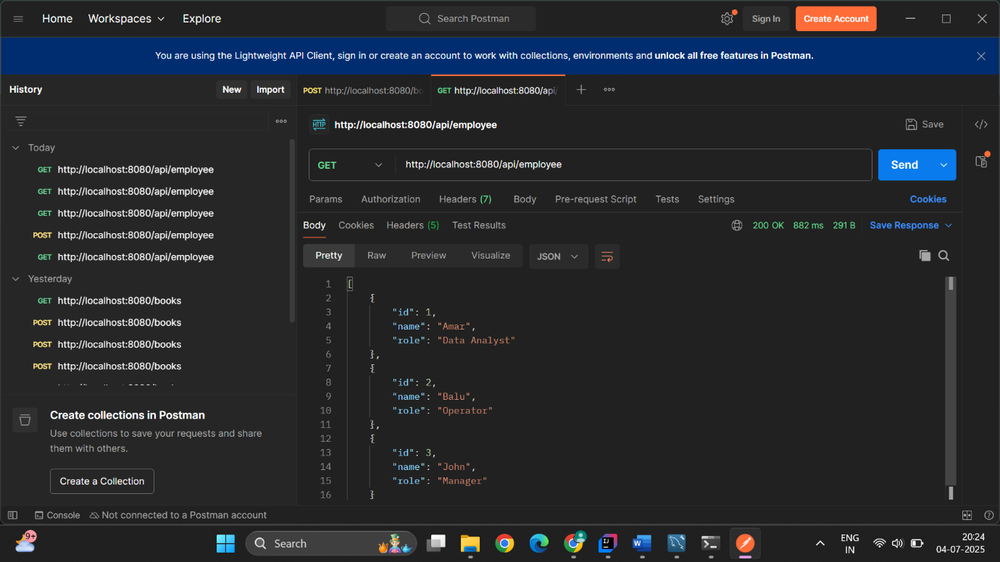 Home Workspaces Explore Search Postman Sign In Create Account
You are using the Lightweight API Client, sign in or create an account to work with collections, environments and unlock all free features in Postman.
History New Import
Today
GET http://localhost:8080/api/employee
GET http://localhost:8080/api/employee
GET http://localhost:8080/api/employee
POST http://localhost:8080/api/employee
GET http://localhost:8080/api/employee
Yesterday
GET http://localhost:8080/books
POST http://localhost:8080/books
POST http://localhost:8080/books
POST http://localhost:8080/books
Create collections in Postman
Use collections to save your requests and share
them with others.
Create a Collection
POST http://localhost:8080/bo GET http://localhost:8080/api/
HTTP http://localhost:8080/api/employee Save
GET http://localhost:8080/api/employee Send
Params Authorization Headers (7) Body Pre-request Script Tests Settings Cookies
Body Cookies Headers (5) Test Results 200 OK 882 ms 291 B Save Response
Pretty Raw Preview Visualize JSON
1 [
2 {
3 "id": 1,
4 "name": "Amar",
5 "role": "Data Analyst"
6 },
7 {
8 "id": 2,
9 "name": "Balu",
10 "role": "Operator"
11 },
12 {
13 "id": 3,
14 "name": "John",
15 "role": "Manager"
16 }
Console Not connected to a Postman account
9+ Search ENG 20:24
IN 04-07-2025